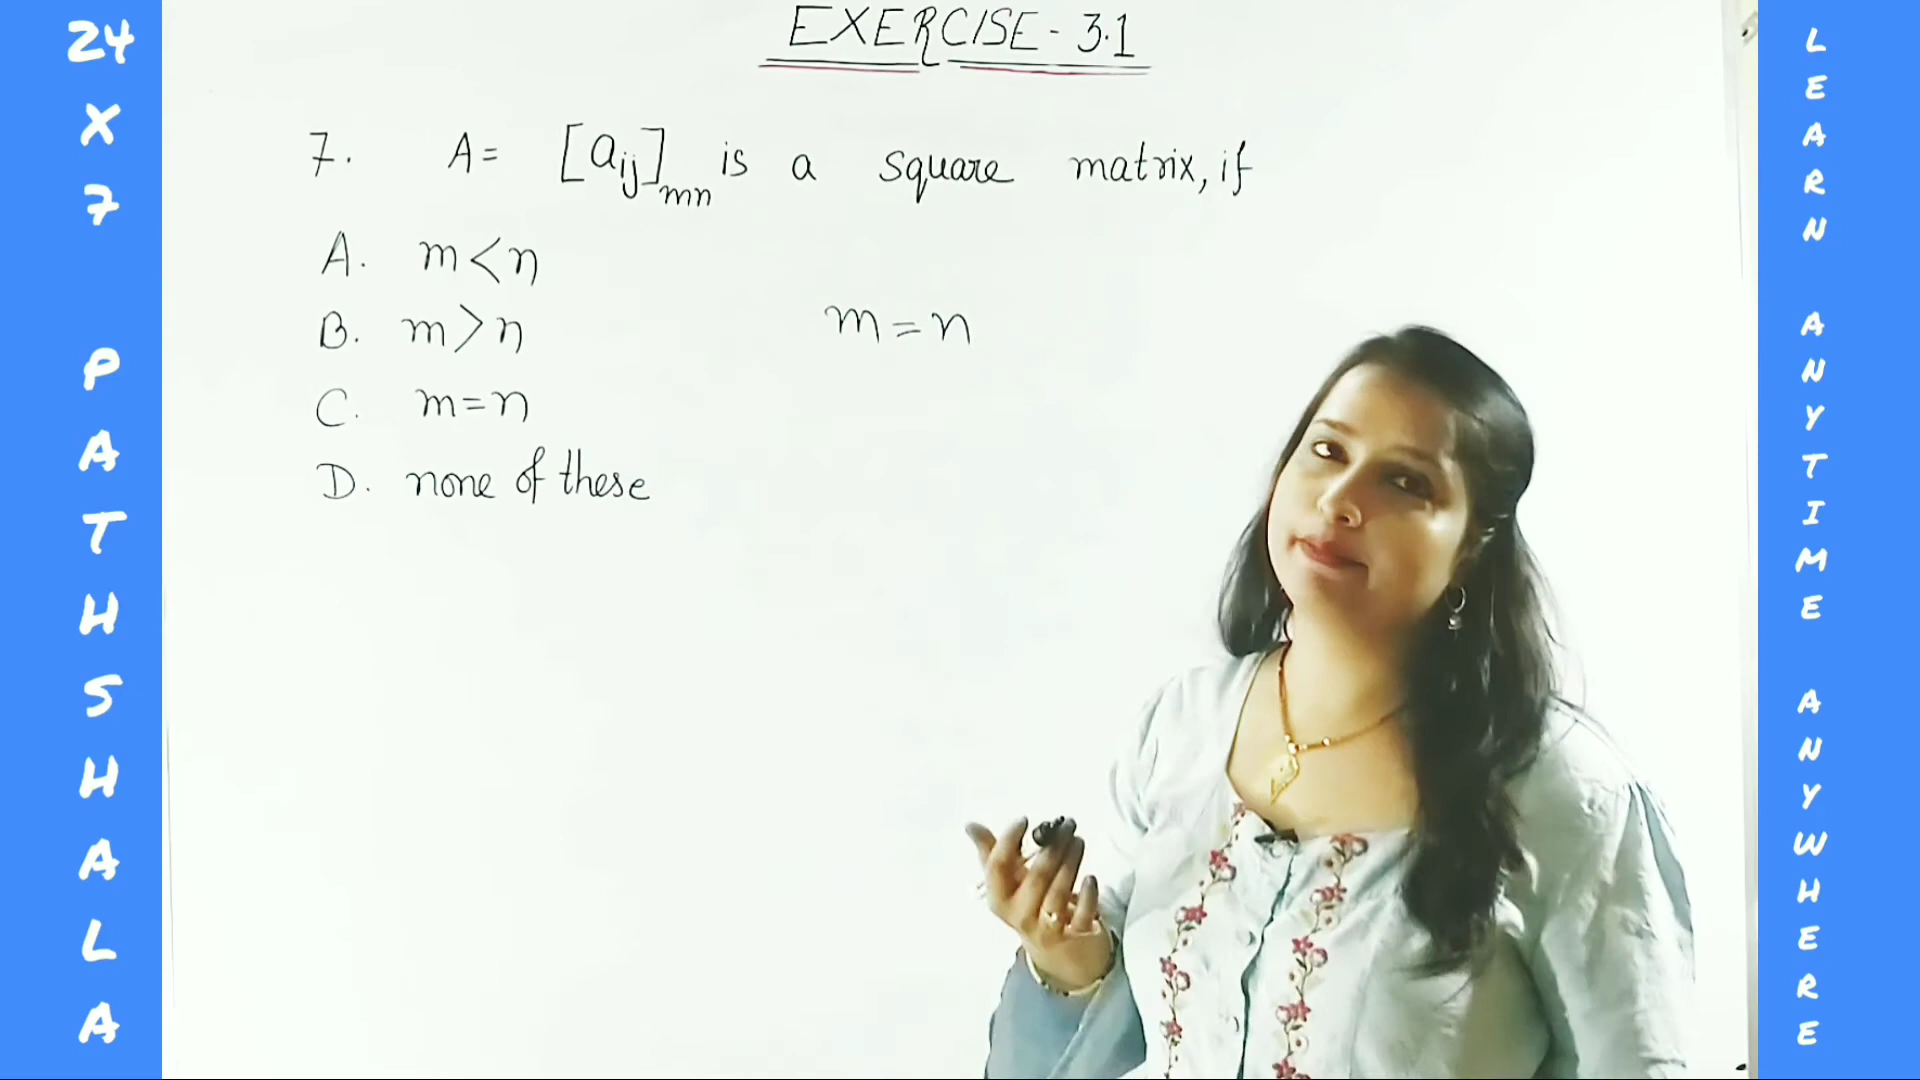 24 X 7 PATHSHALA
EXERCISE - 3.1
7. A = [aij]mn is a square matrix, if
A. m < n
B. m > n
m = n
C. m = n
D. none of these
LEARN ANYTIME ANYWHERE